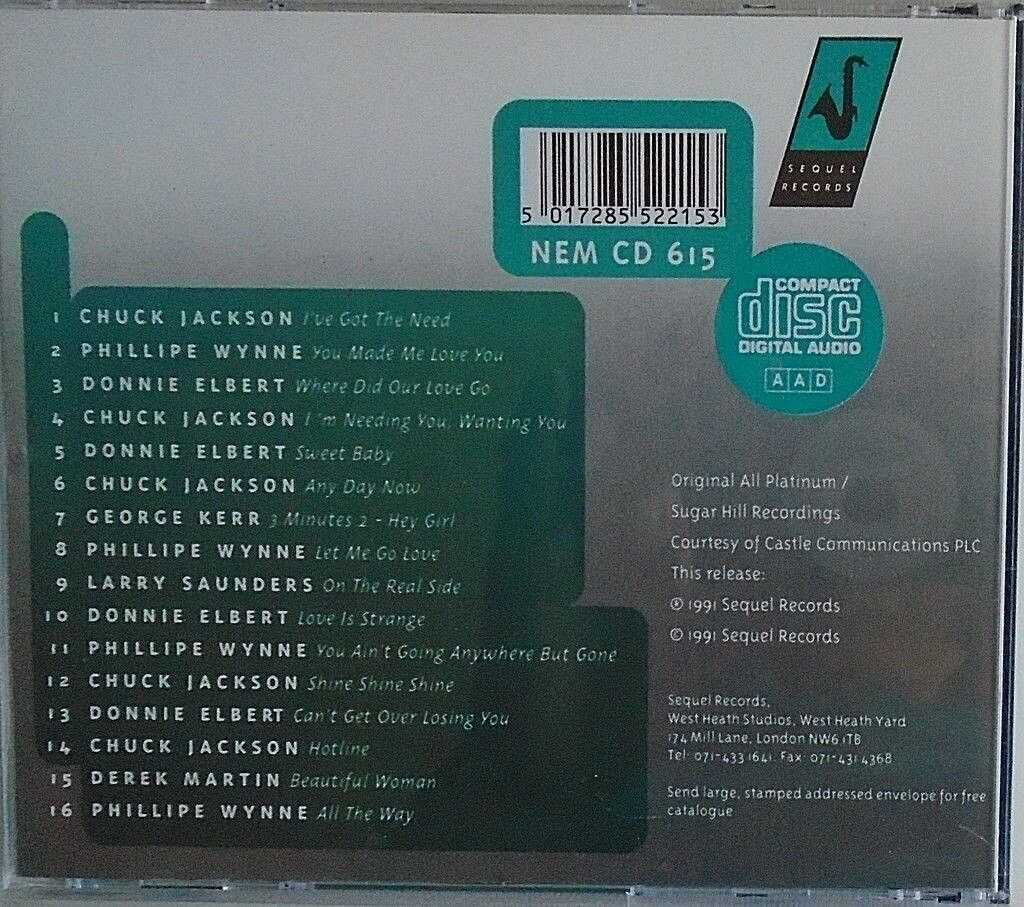 SEQUEL
RECORDS
5 017285 522153
NEM CD 615
COMPACT
disc
DIGITAL AUDIO
AAD
1 CHUCK JACKSON I've Got The Need
2 PHILLIPE WYNNE You Made Me Love You
3 DONNIE ELBERT Where Did Our Love Go
4 CHUCK JACKSON I'm Needing You, Wanting You
5 DONNIE ELBERT Sweet Baby
6 CHUCK JACKSON Any Day Now
7 GEORGE KERR 3 Minutes 2 - Hey Girl
8 PHILLIPE WYNNE Let Me Go Love
9 LARRY SAUNDERS On The Real Side
10 DONNIE ELBERT Love Is Strange
11 PHILLIPE WYNNE You Ain't Going Anywhere But Gone
12 CHUCK JACKSON Shine Shine Shine
13 DONNIE ELBERT Can't Get Over Losing You
14 CHUCK JACKSON Hotline
15 DEREK MARTIN Beautiful Woman
16 PHILLIPE WYNNE All The Way
Original All Platinum /
Sugar Hill Recordings
Courtesy of Castle Communications PLC
This release:
℗ 1991 Sequel Records
© 1991 Sequel Records
Sequel Records,
West Heath Studios, West Heath Yard
174 Mill Lane, London NW6 1TB
Tel: 071-433 1641. Fax: 071-431 4368
Send large, stamped addressed envelope for free
catalogue